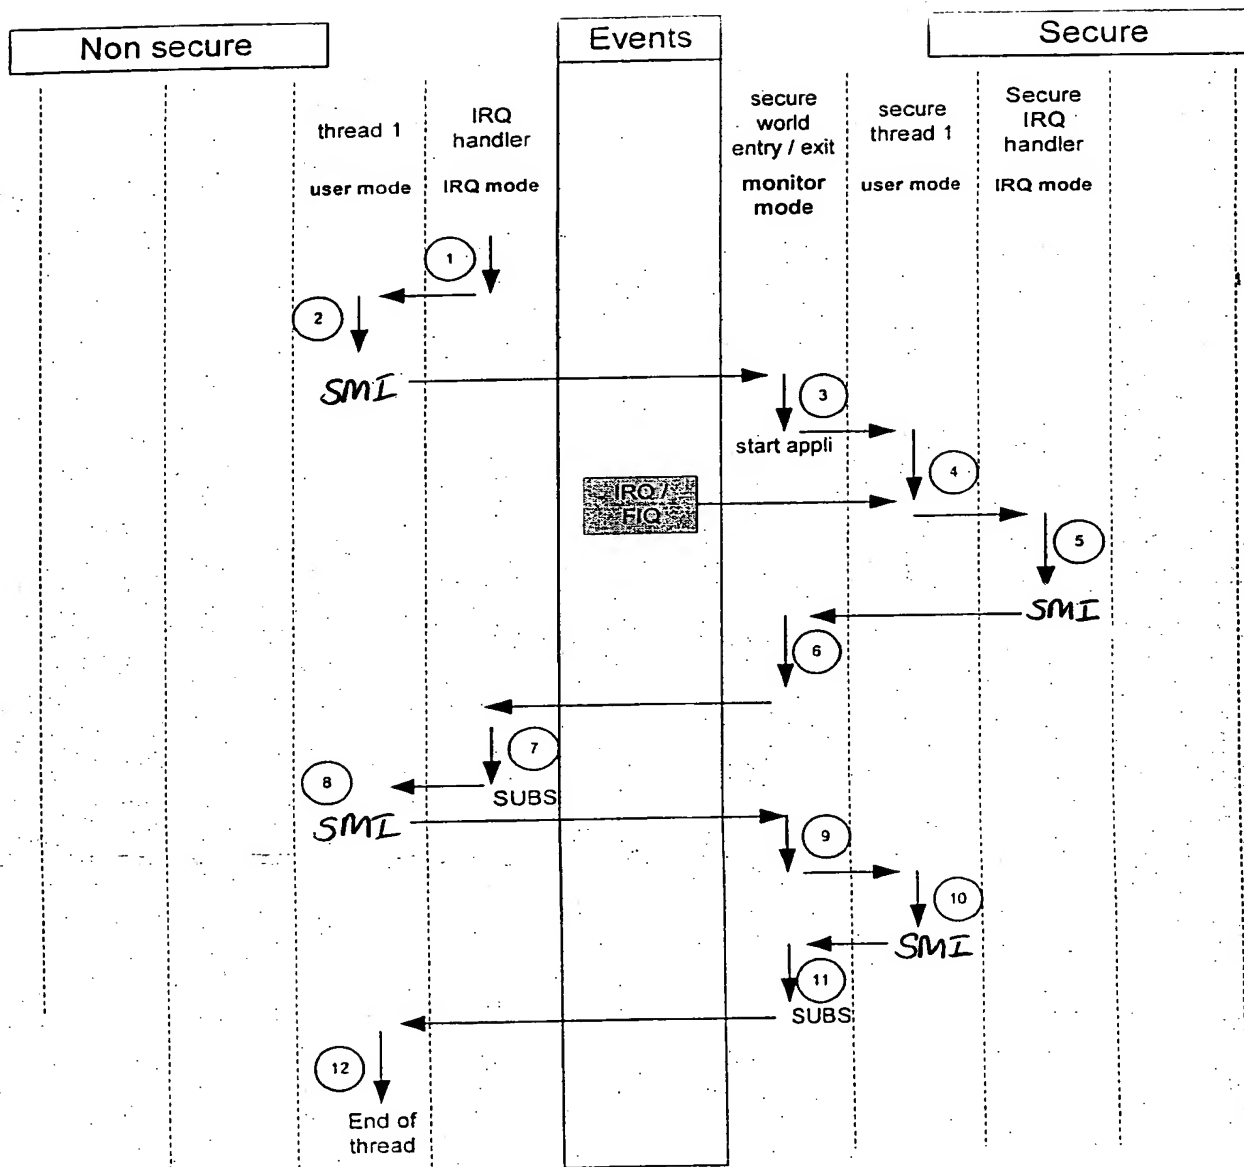 Non secure
Events
Secure
thread 1
user mode
IRQ
handler
IRQ mode
secure
world
entry / exit
monitor
mode
secure
thread 1
user mode
Secure
IRQ
handler
IRQ mode
1
2
SMI
3
start appli
4
IRQ /
FIQ
5
SMI
6
7
SUBS
8
SMI
9
10
SMI
11
SUBS
12
End of
thread